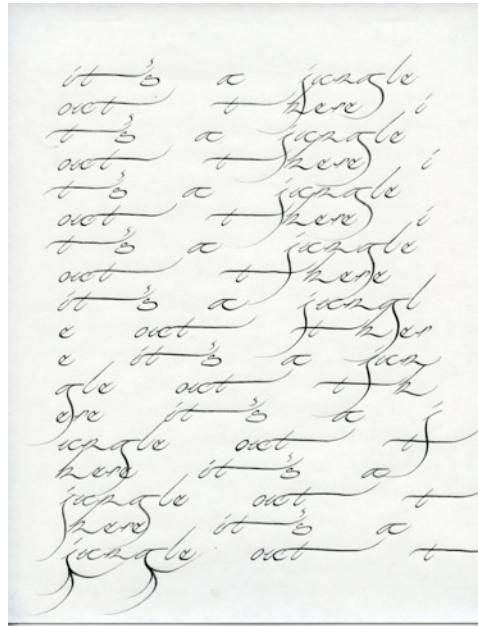 it's a jungle
out there i
t's a jungle
out there i
t's a jungle
out there i
t's a jungle
out there
it's a jungl
e out ther
e it's a jun
gle out th
ere it's a j
ungle out t
here it's a
jungle out t
here it's a
jungle out t